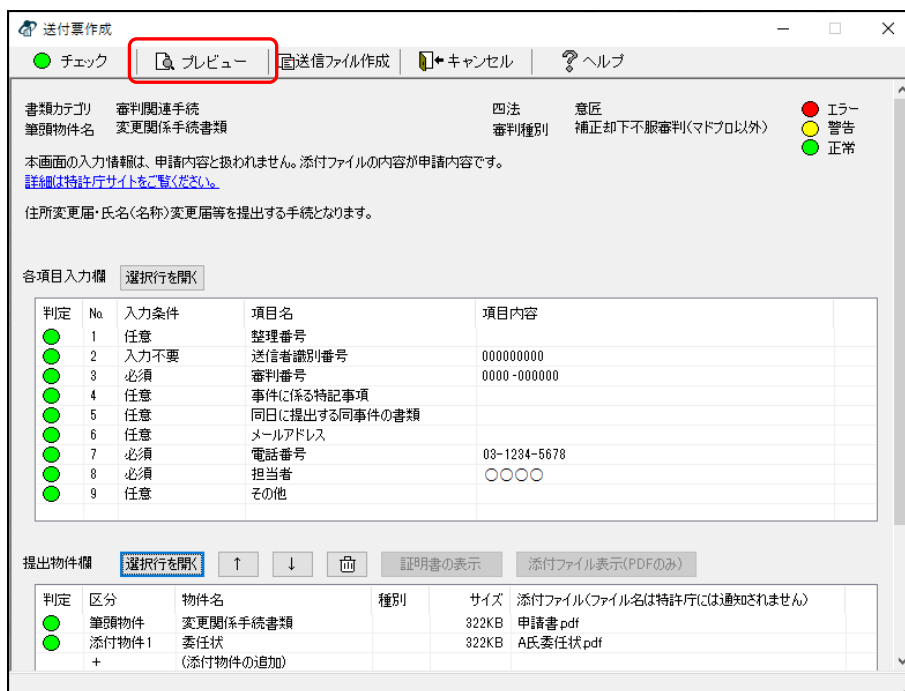 送付票作成
チェック プレビュー 送信ファイル作成 キャンセル ヘルプ
書類カテゴリ 審判関連手続 四法 意匠 エラー
筆頭物件名 変更関係手続書類 審判種別 補正却下不服審判(マドプロ以外) 警告
正常
本画面の入力情報は、申請内容と扱われません。添付ファイルの内容が申請内容です。
詳細は特許庁サイトをご覧ください。
住所変更届・氏名(名称)変更届等を提出する手続となります。
各項目入力欄 選択行を開く
判定 No. 入力条件 項目名 項目内容
1 任意 整理番号
2 入力不要 送信者識別番号 000000000
3 必須 審判番号 0000-000000
4 任意 事件に係る特記事項
5 任意 同日に提出する同事件の書類
6 任意 メールアドレス
7 必須 電話番号 03-1234-5678
8 必須 担当者 ○○○○
9 任意 その他
提出物件欄 選択行を開く ↑ ↓ 証明書の表示 添付ファイル表示(PDFのみ)
判定 区分 物件名 種別 サイズ 添付ファイル(ファイル名は特許庁には通知されません)
筆頭物件 変更関係手続書類 322KB 申請書.pdf
添付物件1 委任状 322KB A氏委任状.pdf
+ (添付物件の追加)